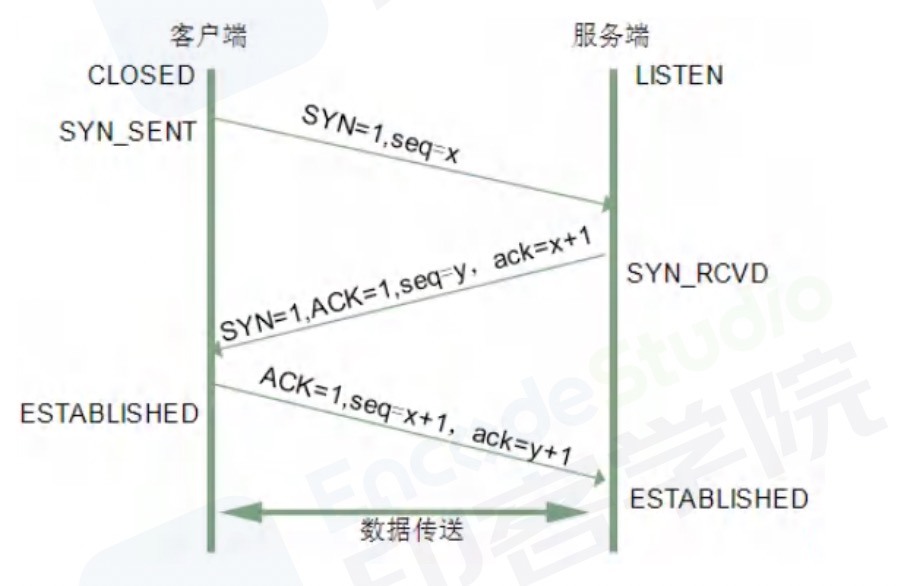 客户端
服务端
CLOSED
LISTEN
SYN_SENT
SYN=1,seq=x
SYN=1,ACK=1,seq=y，ack=x+1
SYN_RCVD
ACK=1,seq=x+1，ack=y+1
ESTABLISHED
ESTABLISHED
数据传送
EncodeStudio
印客学院